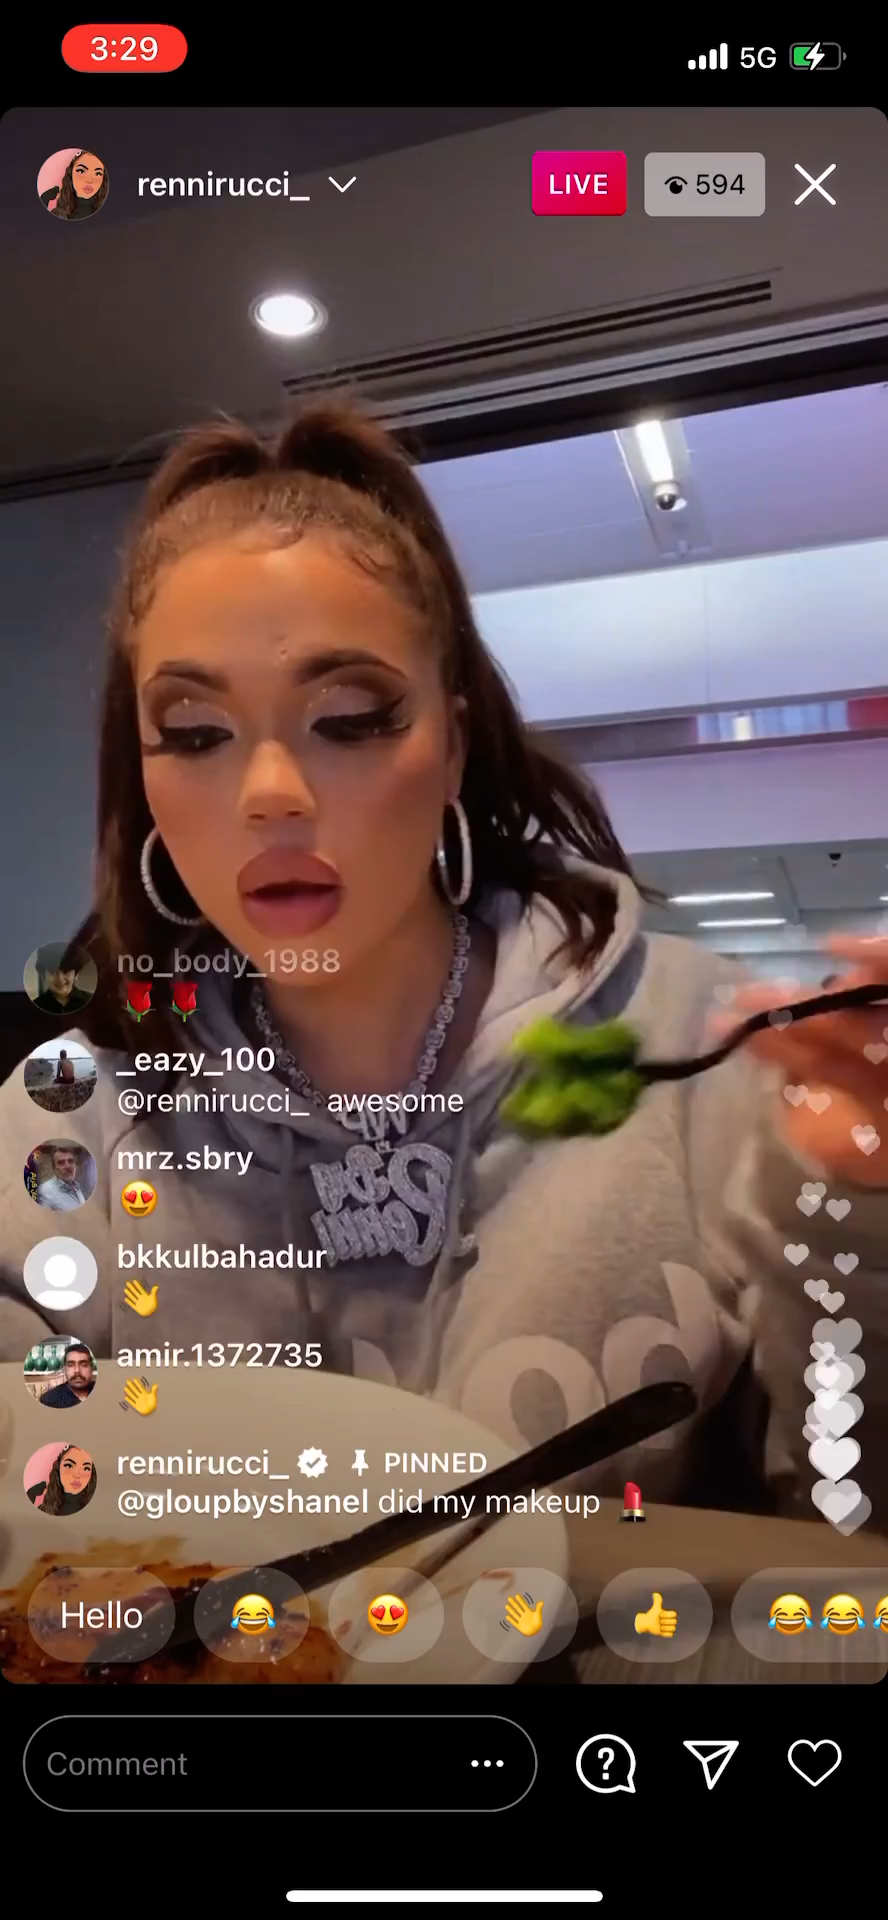 3:29
5G
rennirucci_
LIVE
594
no_body_1988
🌹 🌹
_eazy_100
@rennirucci_ awesome
mrz.sbry
😍
bkkulbahadur
👋
amir.1372735
👋
rennirucci_ PINNED
@gloupbyshanel did my makeup 💄
Hello 😂 😍 👋 👍 😂😂😂
Comment